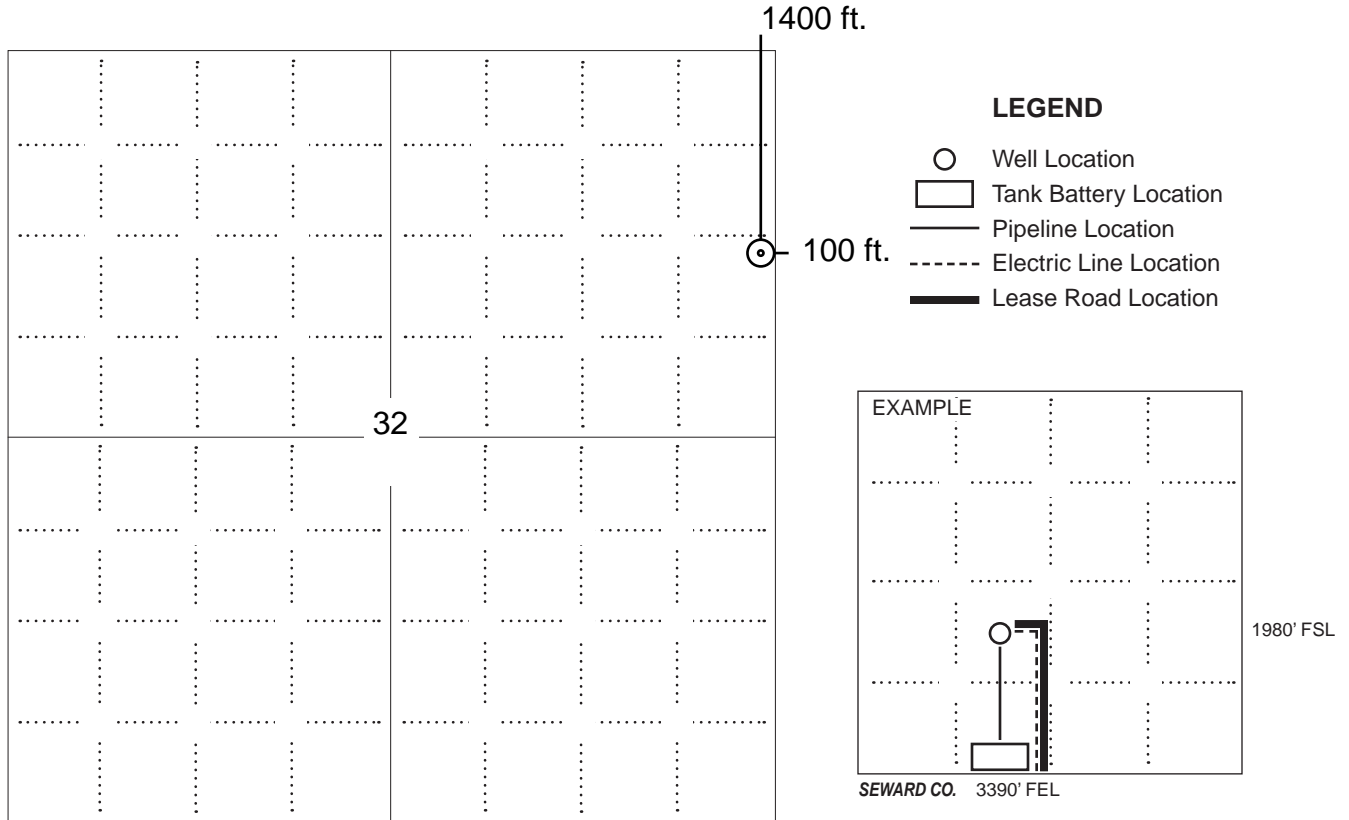 1400 ft.
LEGEND
Well Location
Tank Battery Location
100 ft.
Pipeline Location
Electric Line Location
Lease Road Location
32
EXAMPLE
1980’ FSL
SEWARD CO. 3390’ FEL